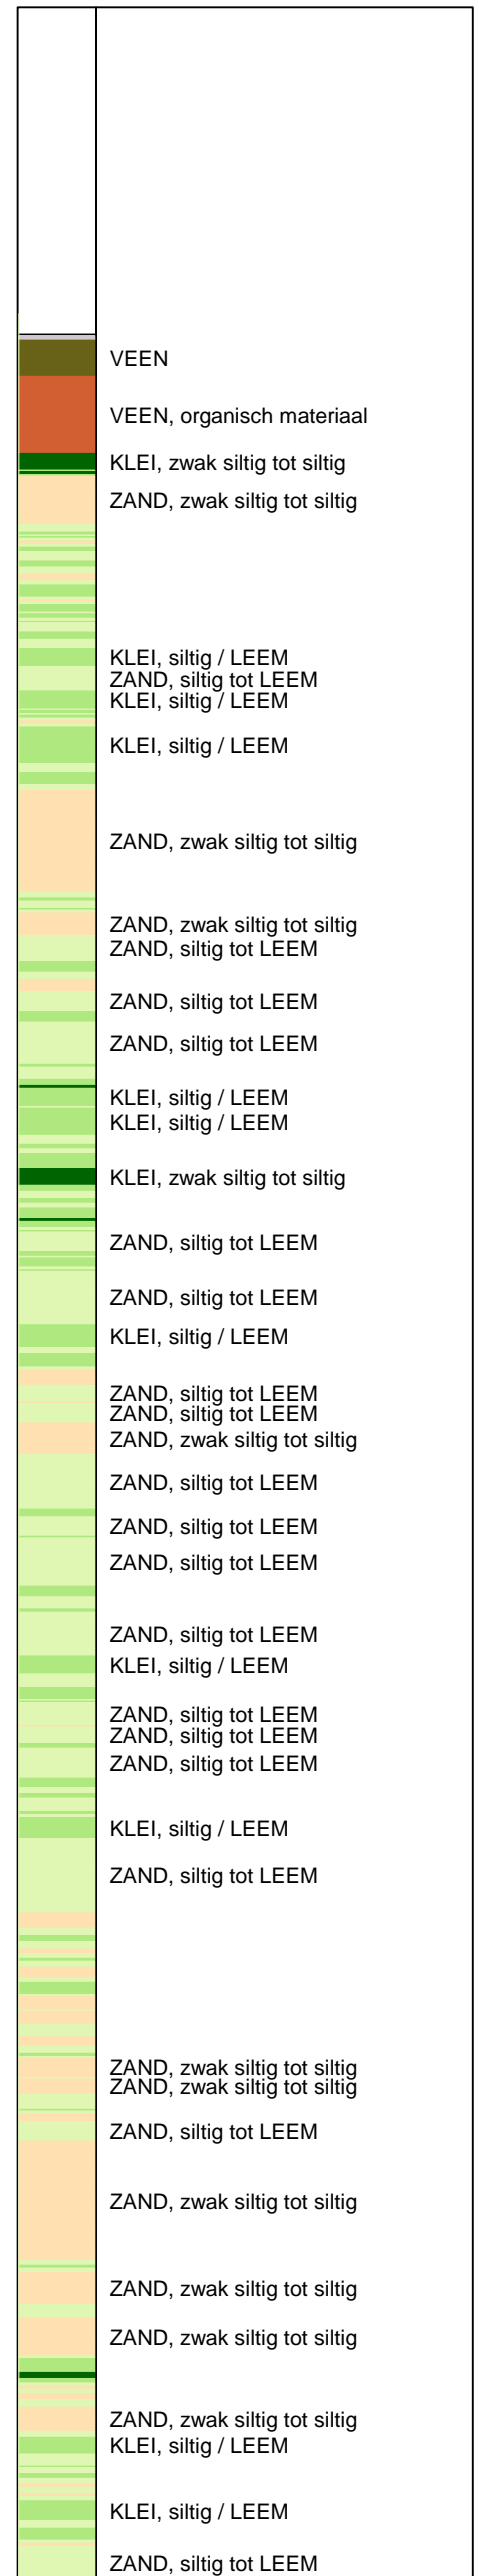 VEEN
VEEN, organisch materiaal
KLEI, zwak siltig tot siltig
ZAND, zwak siltig tot siltig
KLEI, siltig / LEEM
ZAND, siltig tot LEEM
KLEI, siltig / LEEM
KLEI, siltig / LEEM
ZAND, zwak siltig tot siltig
ZAND, zwak siltig tot siltig
ZAND, siltig tot LEEM
ZAND, siltig tot LEEM
ZAND, siltig tot LEEM
KLEI, siltig / LEEM
KLEI, siltig / LEEM
KLEI, zwak siltig tot siltig
ZAND, siltig tot LEEM
ZAND, siltig tot LEEM
KLEI, siltig / LEEM
ZAND, siltig tot LEEM
ZAND, siltig tot LEEM
ZAND, zwak siltig tot siltig
ZAND, siltig tot LEEM
ZAND, siltig tot LEEM
ZAND, siltig tot LEEM
ZAND, siltig tot LEEM
KLEI, siltig / LEEM
ZAND, siltig tot LEEM
ZAND, siltig tot LEEM
ZAND, siltig tot LEEM
KLEI, siltig / LEEM
ZAND, siltig tot LEEM
ZAND, zwak siltig tot siltig
ZAND, zwak siltig tot siltig
ZAND, siltig tot LEEM
ZAND, zwak siltig tot siltig
ZAND, zwak siltig tot siltig
ZAND, zwak siltig tot siltig
ZAND, zwak siltig tot siltig
KLEI, siltig / LEEM
KLEI, siltig / LEEM
ZAND, siltig tot LEEM